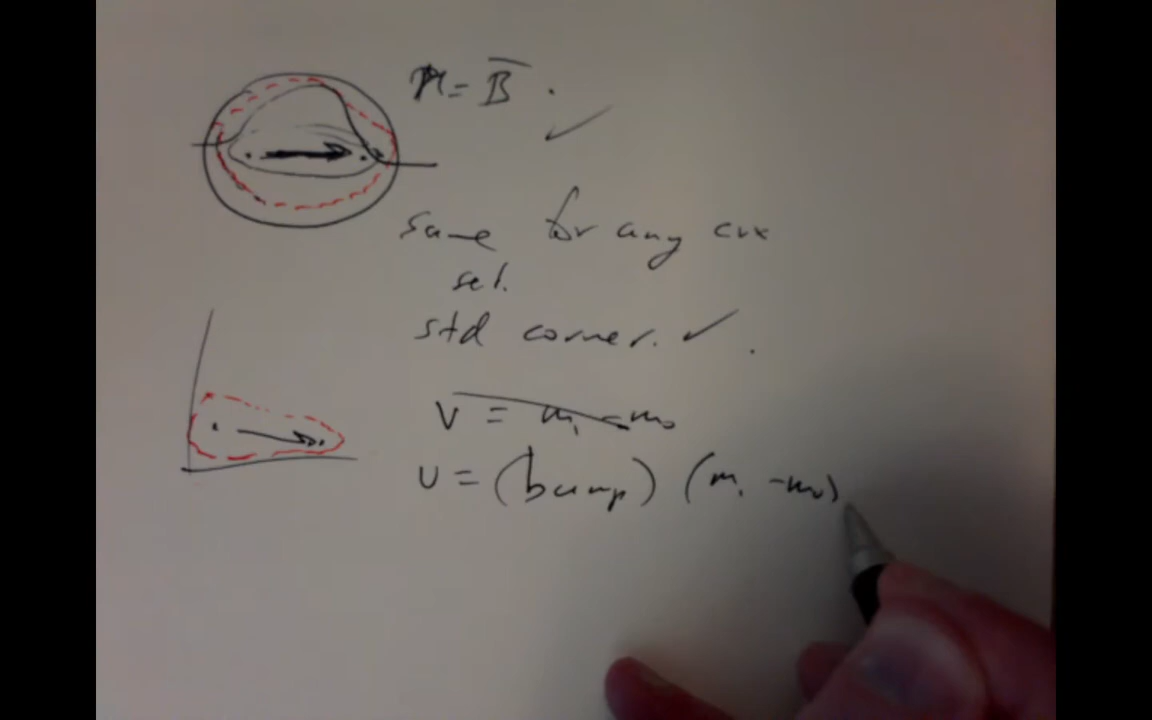 M = B̅ .
same for any cvx
set.
std corner. ✓ .
V = m₁ - m₀
U = (bump) (m₁ - m₀)